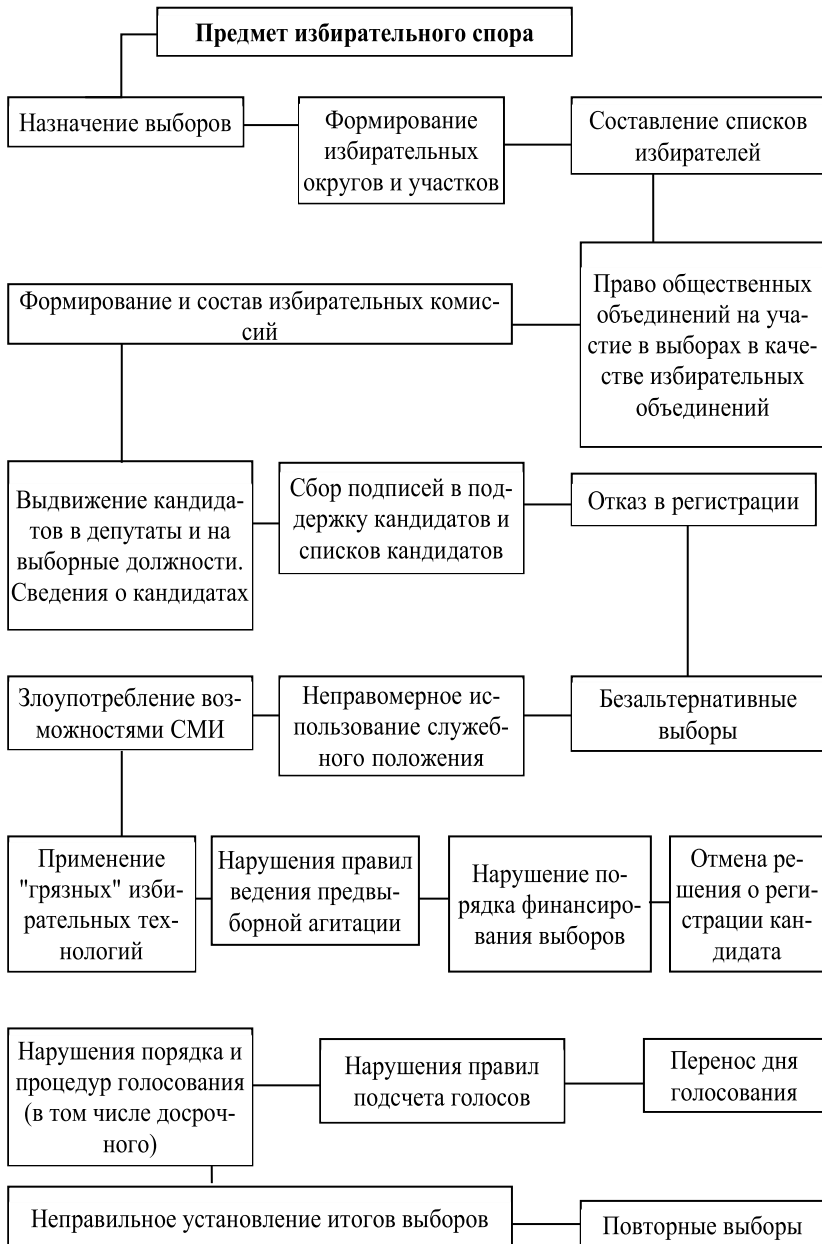 Предмет избирательного спора
Назначение выборов
Формирование
избирательных
округов и участков
Составление списков
избирателей
Право общественных
объединений на уча-
стие в выборах в каче-
стве избирательных
объединений
Формирование и состав избирательных комис-
сий
Выдвижение кандида-
тов в депутаты и на
выборные должности.
Сведения о кандидатах
Сбор подписей в под-
держку кандидатов и
списков кандидатов
Отказ в регистрации
Безальтернативные
выборы
Неправомерное ис-
пользование служеб-
ного положения
Злоупотребление воз-
можностями СМИ
Применение
"грязных" изби-
рательных тех-
нологий
Нарушения правил
ведения предвы-
борной агитации
Нарушение по-
рядка финансиро-
вания выборов
Отмена ре-
шения о реги-
страции кан-
дидата
Нарушения порядка и
процедур голосования
(в том числе досроч-
ного)
Нарушения правил
подсчета голосов
Перенос дня
голосования
Неправильное установление итогов выборов
Повторные выборы